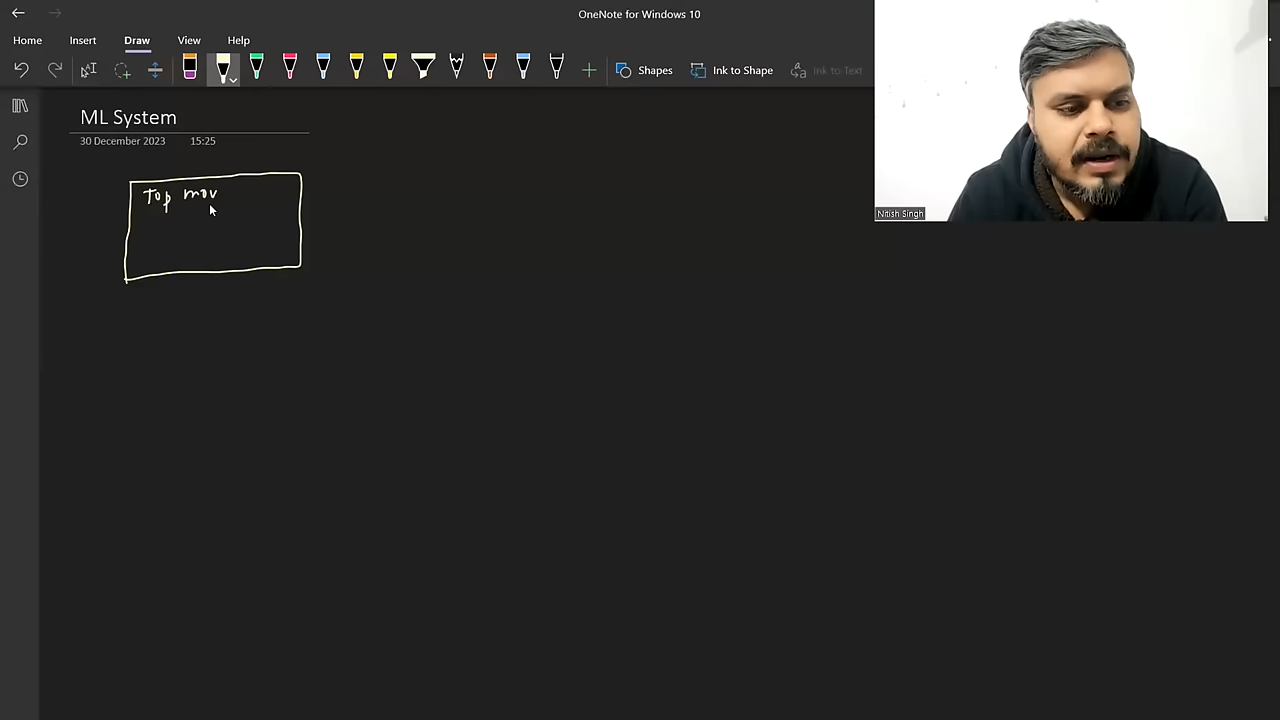 OneNote for Windows 10
Home Insert Draw View Help
Shapes Ink to Shape Ink to Text
ML System
30 December 2023 15:25
Top mov
Nitish Singh